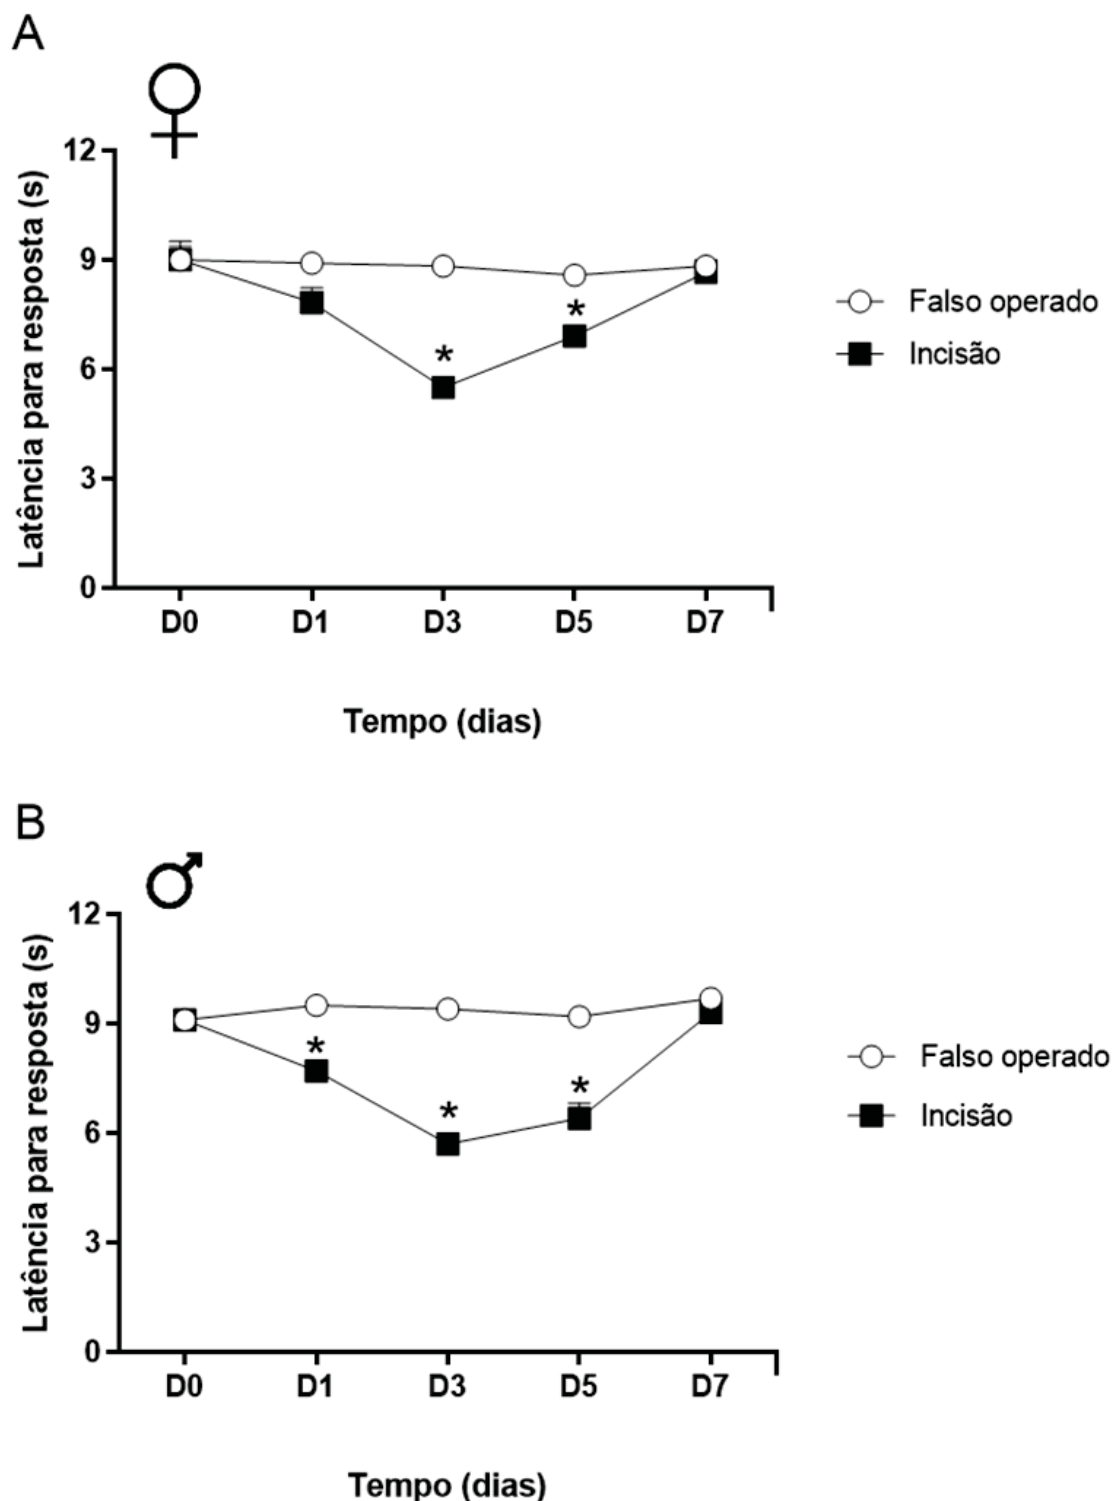 A
♀
12
9
6
3
0
Latência para resposta (s)
*
*
D0 D1 D3 D5 D7
Tempo (dias)
Falso operado
Incisão
B
♂
12
9
6
3
0
Latência para resposta (s)
*
*
*
D0 D1 D3 D5 D7
Tempo (dias)
Falso operado
Incisão